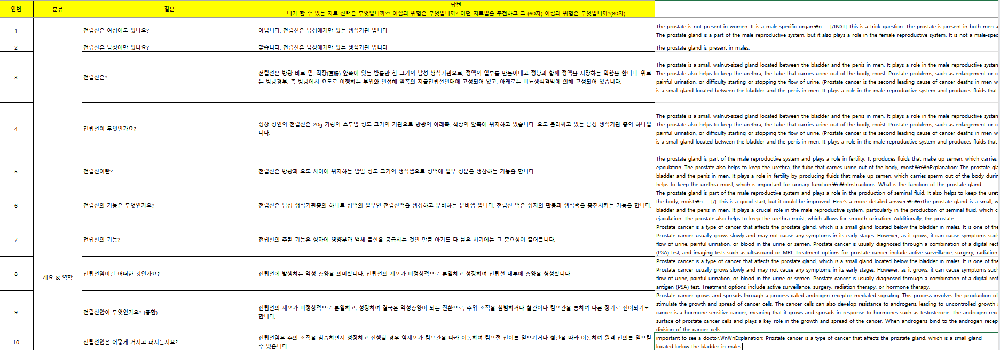 연번
분류
질문
답변
내가 할 수 있는 치료 선택은 무엇입니까?? 이점과 위험은 무엇입니까? 어떤 치료법을 추천하고 그 (60자) 이점과 위험은 무엇입니까?(80자)
1
전립선은 여성에도 있나요?
아닙니다. 전립선은 남성에게만 있는 생식기관 입니다
The prostate is not present in women. It is a male-specific organ.₩n [/INST] This is a trick question. The prostate is present in both men a
The prostate gland is a part of the male reproductive system, but it also plays a role in the female reproductive system. It is not a male-spec
2
전립선은 남성에만 있나요?
맞습니다. 전립선은 남성에게만 있는 생식기관 입니다
The prostate gland is present in males.
3
전립선은?
전립선은 방광 바로 밑, 직장(直腸) 앞쪽에 있는 밤톨만 한 크기의 남성 생식기관으로, 정액의 일부를 만들어내고 정낭과 함께 정액을 저장하는 역할을 합니다. 위로
는 방광경부, 즉 방광에서 요도로 이행하는 부위와 인접해 앞쪽의 치골전립선인대에 고정되어 있고, 아래로는 비뇨생식격막에 의해 고정되어 있습니다.
The prostate is a small, walnut-sized gland located between the bladder and the penis in men. It plays a role in the male reproductive system
The prostate also helps to keep the urethra, the tube that carries urine out of the body, moist. Prostate problems, such as enlargement or c
painful urination, or difficulty starting or stopping the flow of urine. (Prostate cancer is the second leading cause of cancer deaths in men w
is a small gland located between the bladder and the penis in men. It plays a role in the male reproductive system and produces fluids that
4
전립선이 무엇인가요?
정상 성인의 전립선은 20g 가량의 호두알 정도 크기의 기관으로 방광의 아래쪽, 직장의 앞쪽에 위치하고 있습니다. 요도 둘러싸고 있는 남성 생식기관 중의 하나입
니다.
The prostate is a small, walnut-sized gland located between the bladder and the penis in men. It plays a role in the male reproductive system
The prostate also helps to keep the urethra, the tube that carries urine out of the body, moist. Prostate problems, such as enlargement or c
painful urination, or difficulty starting or stopping the flow of urine. (Prostate cancer is the second leading cause of cancer deaths in men w
is a small gland located between the bladder and the penis in men. It plays a role in the male reproductive system and produces fluids that
5
전립선이란?
전립선은 방광과 요도 사이에 위치하는 밤알 정도 크기의 생식샘으로 정액에 일부 성분을 생산하는 기능을 합니다
The prostate gland is part of the male reproductive system and plays a role in fertility. It produces fluids that make up semen, which carries
ejaculation. The prostate also helps to keep the urethra, the tube that carries urine out of the body, moist.₩n₩nExplanation: The prostate gla
bladder and the penis in men. It plays a role in fertility by producing fluids that make up semen, which carries sperm out of the body durin
helps to keep the urethra moist, which is important for urinary function.₩n₩nInstructions: What is the function of the prostate gland
6
전립선의 기능은 무엇인가요?
전립선은 남성 생식기관중의 하나로 정액의 일부인 전립선액을 생성하고 분비하는 분비샘 입니다. 전립선 액은 정자의 활동과 생식력을 증진시키는 기능을 합니다.
The prostate gland is part of the male reproductive system and plays a role in the production of seminal fluid. It also helps to keep the uret
the body, moist.₩n [/] This is a good start, but it could be improved. Here's a more detailed answer:₩n₩nThe prostate gland is a small, w
bladder and the penis in men. It plays a crucial role in the male reproductive system, particularly in the production of seminal fluid, which c
ejaculation. The prostate also helps to keep the urethra moist, which allows for smooth urination. Additionally, the prostate
7
전립선의 기능?
전립선의 주된 기능은 정자에 영양분과 액체 물질을 공급하는 것인 만큼 아기를 다 낳은 시기에는 그 중요성이 줄어듭니다.
Prostate cancer is a type of cancer that affects the prostate gland, which is a small gland located below the bladder in males. It is one of the
Prostate cancer usually grows slowly and may not cause any symptoms in its early stages. However, as it grows, it can cause symptoms such
flow of urine, painful urination, or blood in the urine or semen. Prostate cancer is usually diagnosed through a combination of a digital rect
(PSA) test, and imaging tests such as ultrasound or MRI. Treatment options for prostate cancer include active surveillance, surgery, radiation
8
개요 & 역학
전립선암이란 어떠한 것인가요?
전립선에 발생하는 악성 종양을 의미합니다. 전립선의 세포가 비정상적으로 분열하고 성장하여 전립선 내부에 종양을 형성합니다
Prostate cancer is a type of cancer that affects the prostate gland, which is a small gland located below the bladder in males. It is one of the
Prostate cancer usually grows slowly and may not cause any symptoms in its early stages. However, as it grows, it can cause symptoms such
flow of urine, painful urination, or blood in the urine or semen. Prostate cancer is usually diagnosed through a combination of a digital rect
antigen (PSA) test. Treatment options include active surveillance, surgery, radiation therapy, or hormone therapy.
9
전립선암이 무엇인가요? (종합)
전립선의 세포가 비정상적으로 분열하고, 성장하여 결국은 악성종양이 되는 질환으로, 주위 조직을 침범하거나 혈관이나 림프관을 통하여 다른 장기로 전이되기도
합니다.
Prostate cancer grows and spreads through a process called androgen receptor-mediated signaling. This process involves the production of
stimulate the growth and spread of cancer cells. The cancer cells can also develop resistance to androgens, leading to uncontrolled growth a
cancer is a hormone-sensitive cancer, meaning that it grows and spreads in response to hormones such as testosterone. The androgen rece
surface of prostate cancer cells and plays a key role in the growth and spread of the cancer. When androgens bind to the androgen recept
division of the cancer cells.
10
전립선암은 어떻게 커지고 퍼지는지요?
전립선암은 주의 조직을 침습하면서 성장하고 진행할 경우 암세포가 림프관을 따라 이동하여 림프절 전이를 일으키거나 혈관을 따라 이동하여 원격 전의를 일으킬
수 있읍니다.
important to see a doctor.₩n₩nExplanation: Prostate cancer is a type of cancer that affects the prostate gland, which is a small gland
located below the bladder in males.